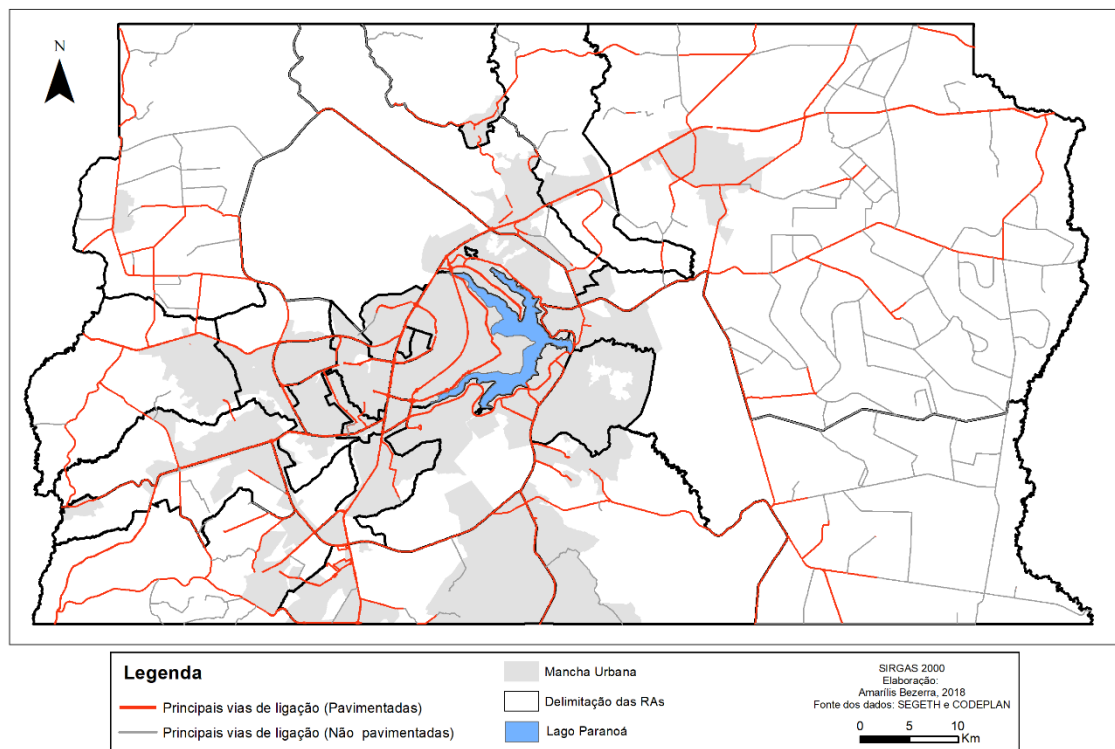 N
Legenda
Principais vias de ligação (Pavimentadas)
Principais vias de ligação (Não pavimentadas)
Mancha Urbana
Delimitação das RAs
Lago Paranoá
SIRGAS 2000
Elaboração:
Amarílis Bezerra, 2018
Fonte dos dados: SEGETH e CODEPLAN
0 5 10
Km